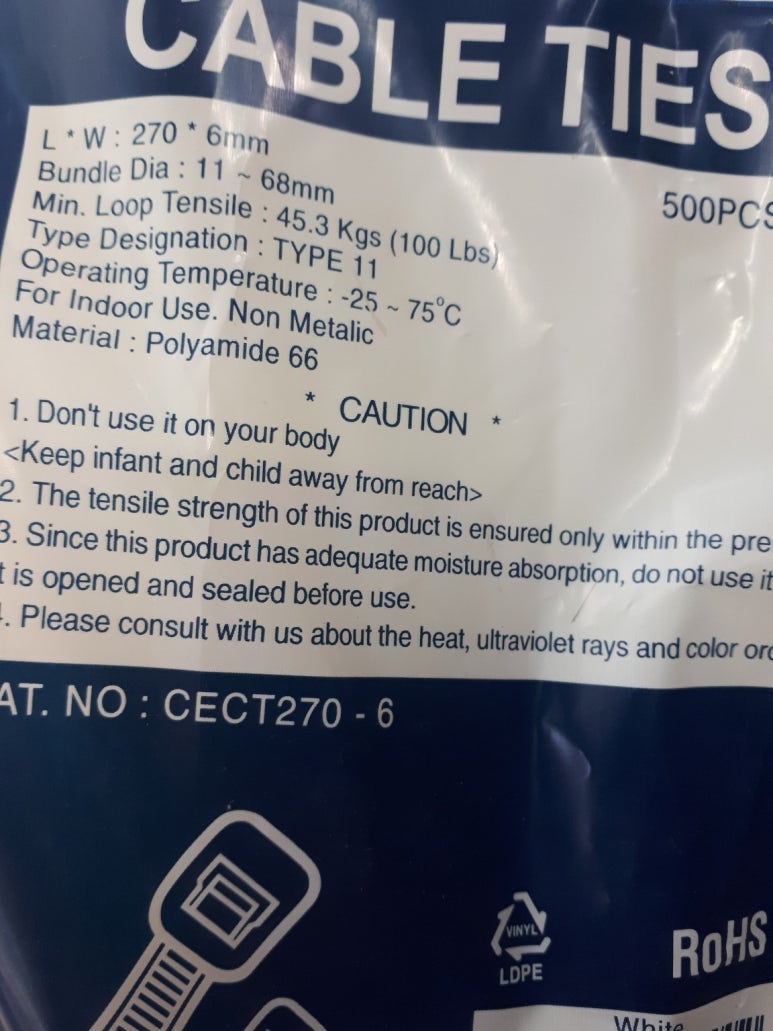 CABLE TIES
L * W : 270 * 6mm
500PCS
Bundle Dia : 11 ~ 68mm
Min. Loop Tensile : 45.3 Kgs (100 Lbs)
Type Designation : TYPE 11
Operating Temperature : -25 ~ 75°C
For Indoor Use. Non Metalic
Material : Polyamide 66
* CAUTION *
1. Don't use it on your body
<Keep infant and child away from reach>
2. The tensile strength of this product is ensured only within the pre
3. Since this product has adequate moisture absorption, do not use it
t is opened and sealed before use.
. Please consult with us about the heat, ultraviolet rays and color
AT. NO : CECT270 - 6
VINYL
LDPE
RoHS
White